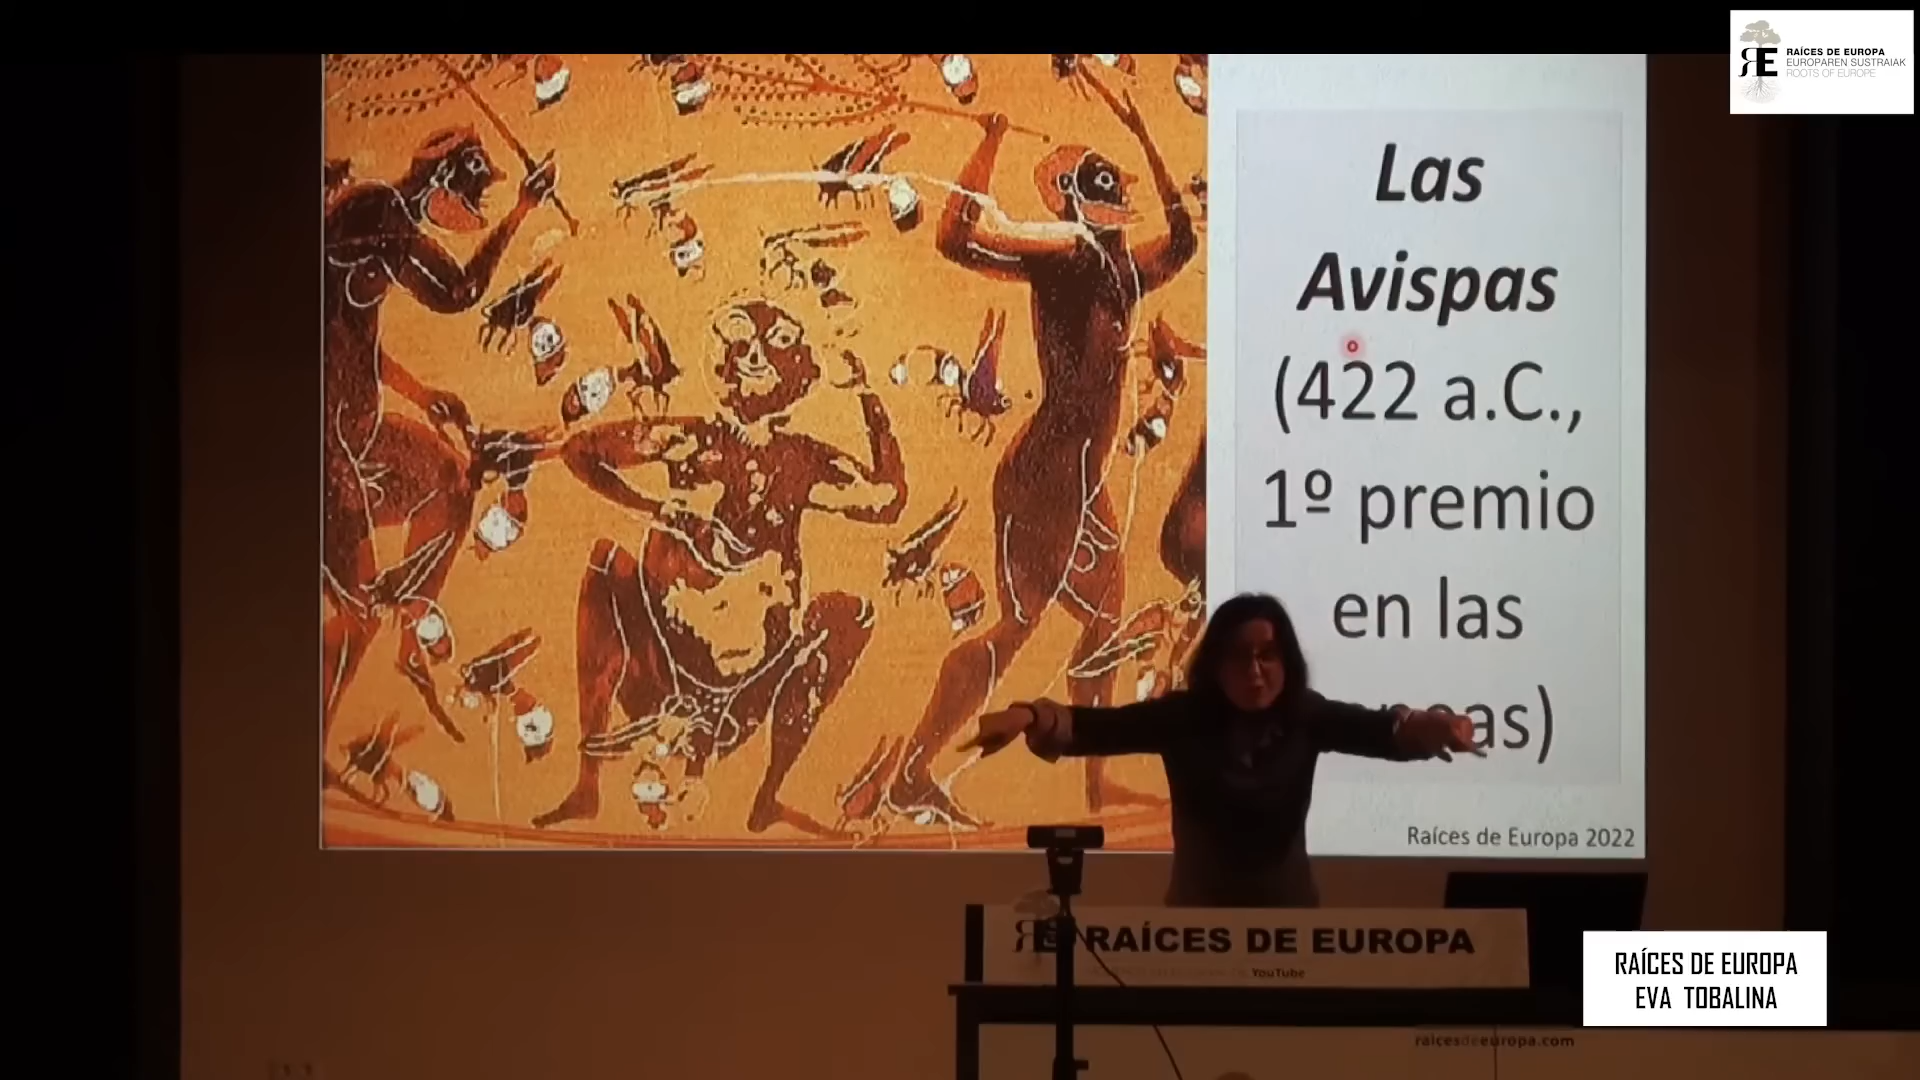 RAÍCES DE EUROPA
EUROPAREN SUSTRAIAK
ROOTS OF EUROPE
Las
Avispas
(422 a.C.,
1º premio
en las
Raíces de Europa 2022
RAÍCES DE EUROPA
YouTube
RAÍCES DE EUROPA
EVA TOBALINA
raicesdeeuropa.com